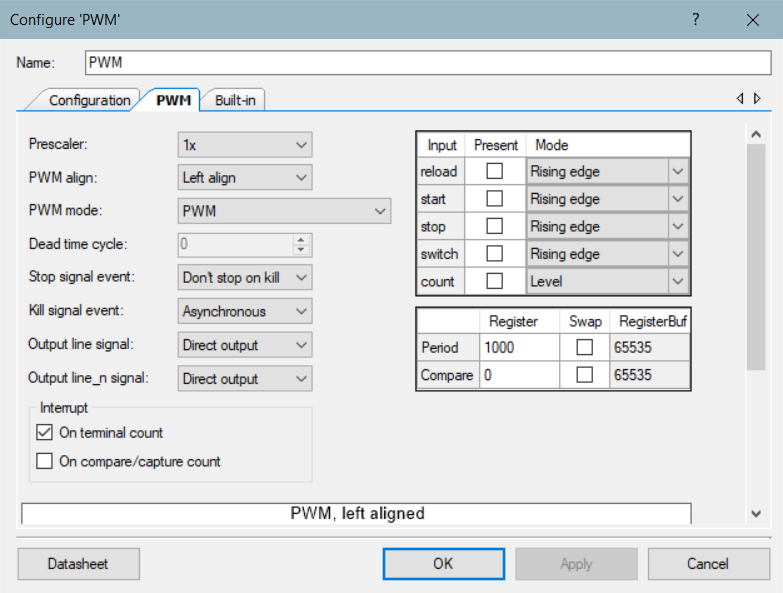 Configure 'PWM' ?
Name: PWM
Configuration PWM Built-in
Prescaler: 1x
PWM align: Left align
PWM mode: PWM
Dead time cycle: 0
Stop signal event: Don't stop on kill
Kill signal event: Asynchronous
Output line signal: Direct output
Output line_n signal: Direct output
Interrupt
On terminal count
On compare/capture count
Input Present Mode
reload Rising edge
start Rising edge
stop Rising edge
switch Rising edge
count Level
Register Swap RegisterBuf
Period 1000 65535
Compare 0 65535
PWM, left aligned
Datasheet OK Apply Cancel